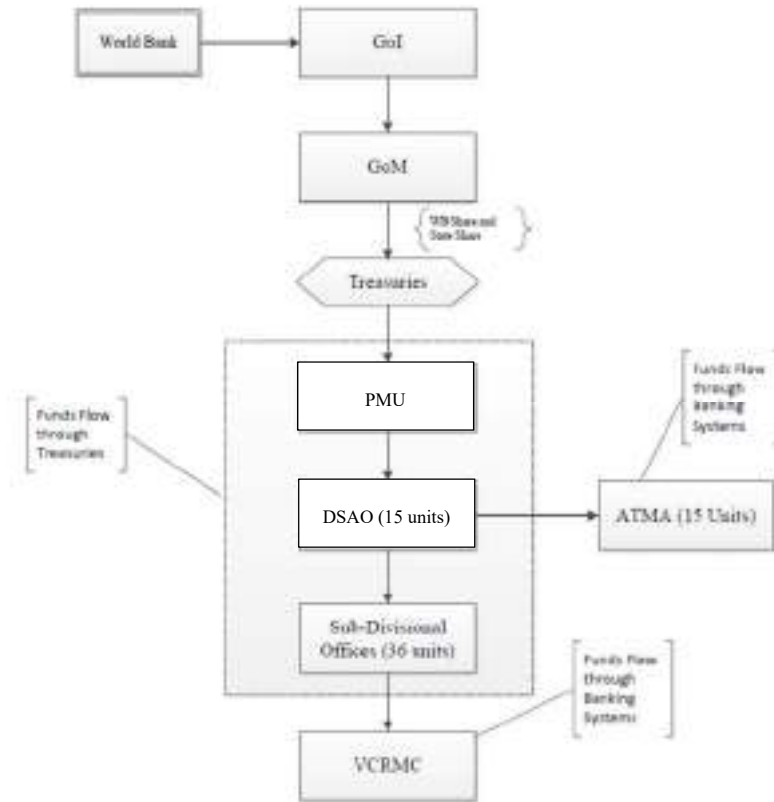 World Bank
GoI
GoM
WB Share and
State Share
Treasuries
PMU
Funds Flow
through
Banking
Systems
Funds Flow
through
Treasuries
DSAO (15 units)
ATMA (15 Units)
Sub-Divisional
Offices (36 units)
Funds Flow
through
Banking
Systems
VCRMC